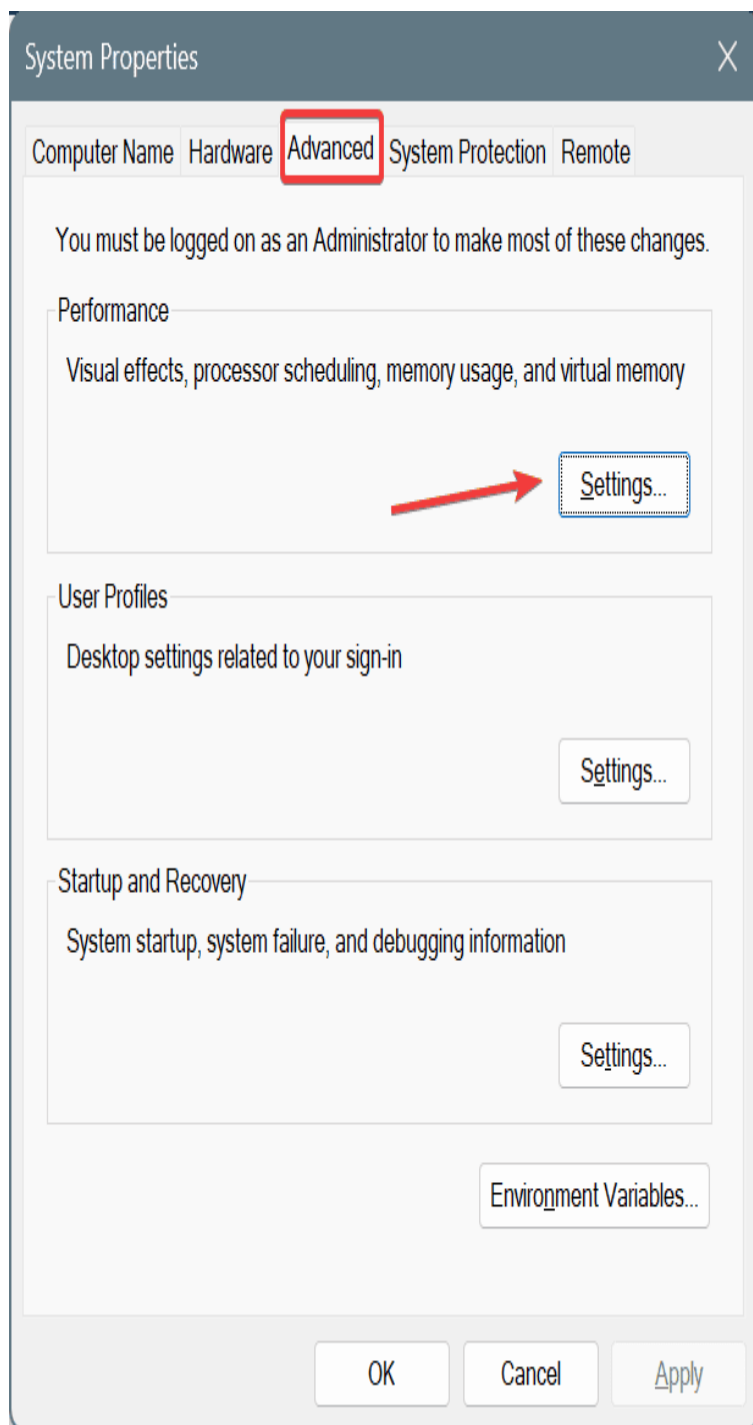 System Properties
Computer Name Hardware Advanced System Protection Remote
You must be logged on as an Administrator to make most of these changes.
Performance
Visual effects, processor scheduling, memory usage, and virtual memory
Settings...
User Profiles
Desktop settings related to your sign-in
Settings...
Startup and Recovery
System startup, system failure, and debugging information
Settings...
Environment Variables...
OK Cancel Apply